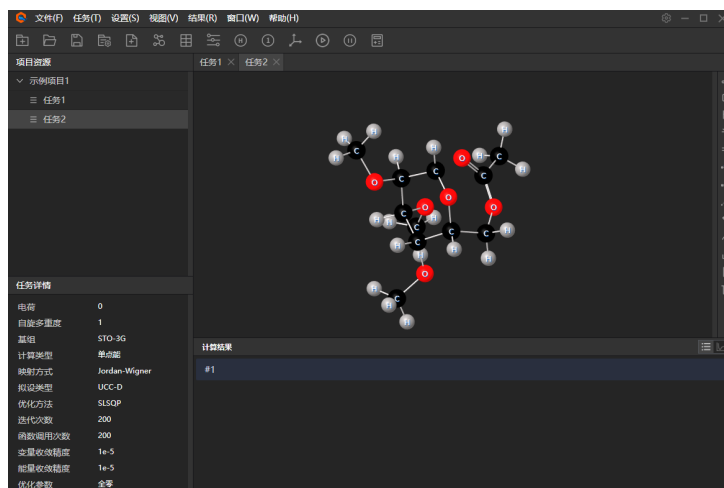 文件(F) 任务(T) 设置(S) 视图(V) 结果(R) 窗口(W) 帮助(H)
项目资源
任务1 任务2
示例项目1
任务1
任务2
H H H C H H H H H C
O C C O C H
O C O C O
H H H C C C C H
H H H H
O
H H C H
任务详情
电荷 0
自旋多重度 1
基组 STO-3G
计算类型 单点能
映射方式 Jordan-Wigner
拟设类型 UCC-D
优化方法 SLSQP
迭代次数 200
函数调用次数 200
变量收敛精度 1e-5
能量收敛精度 1e-5
优化参数 全零
计算结果
#1